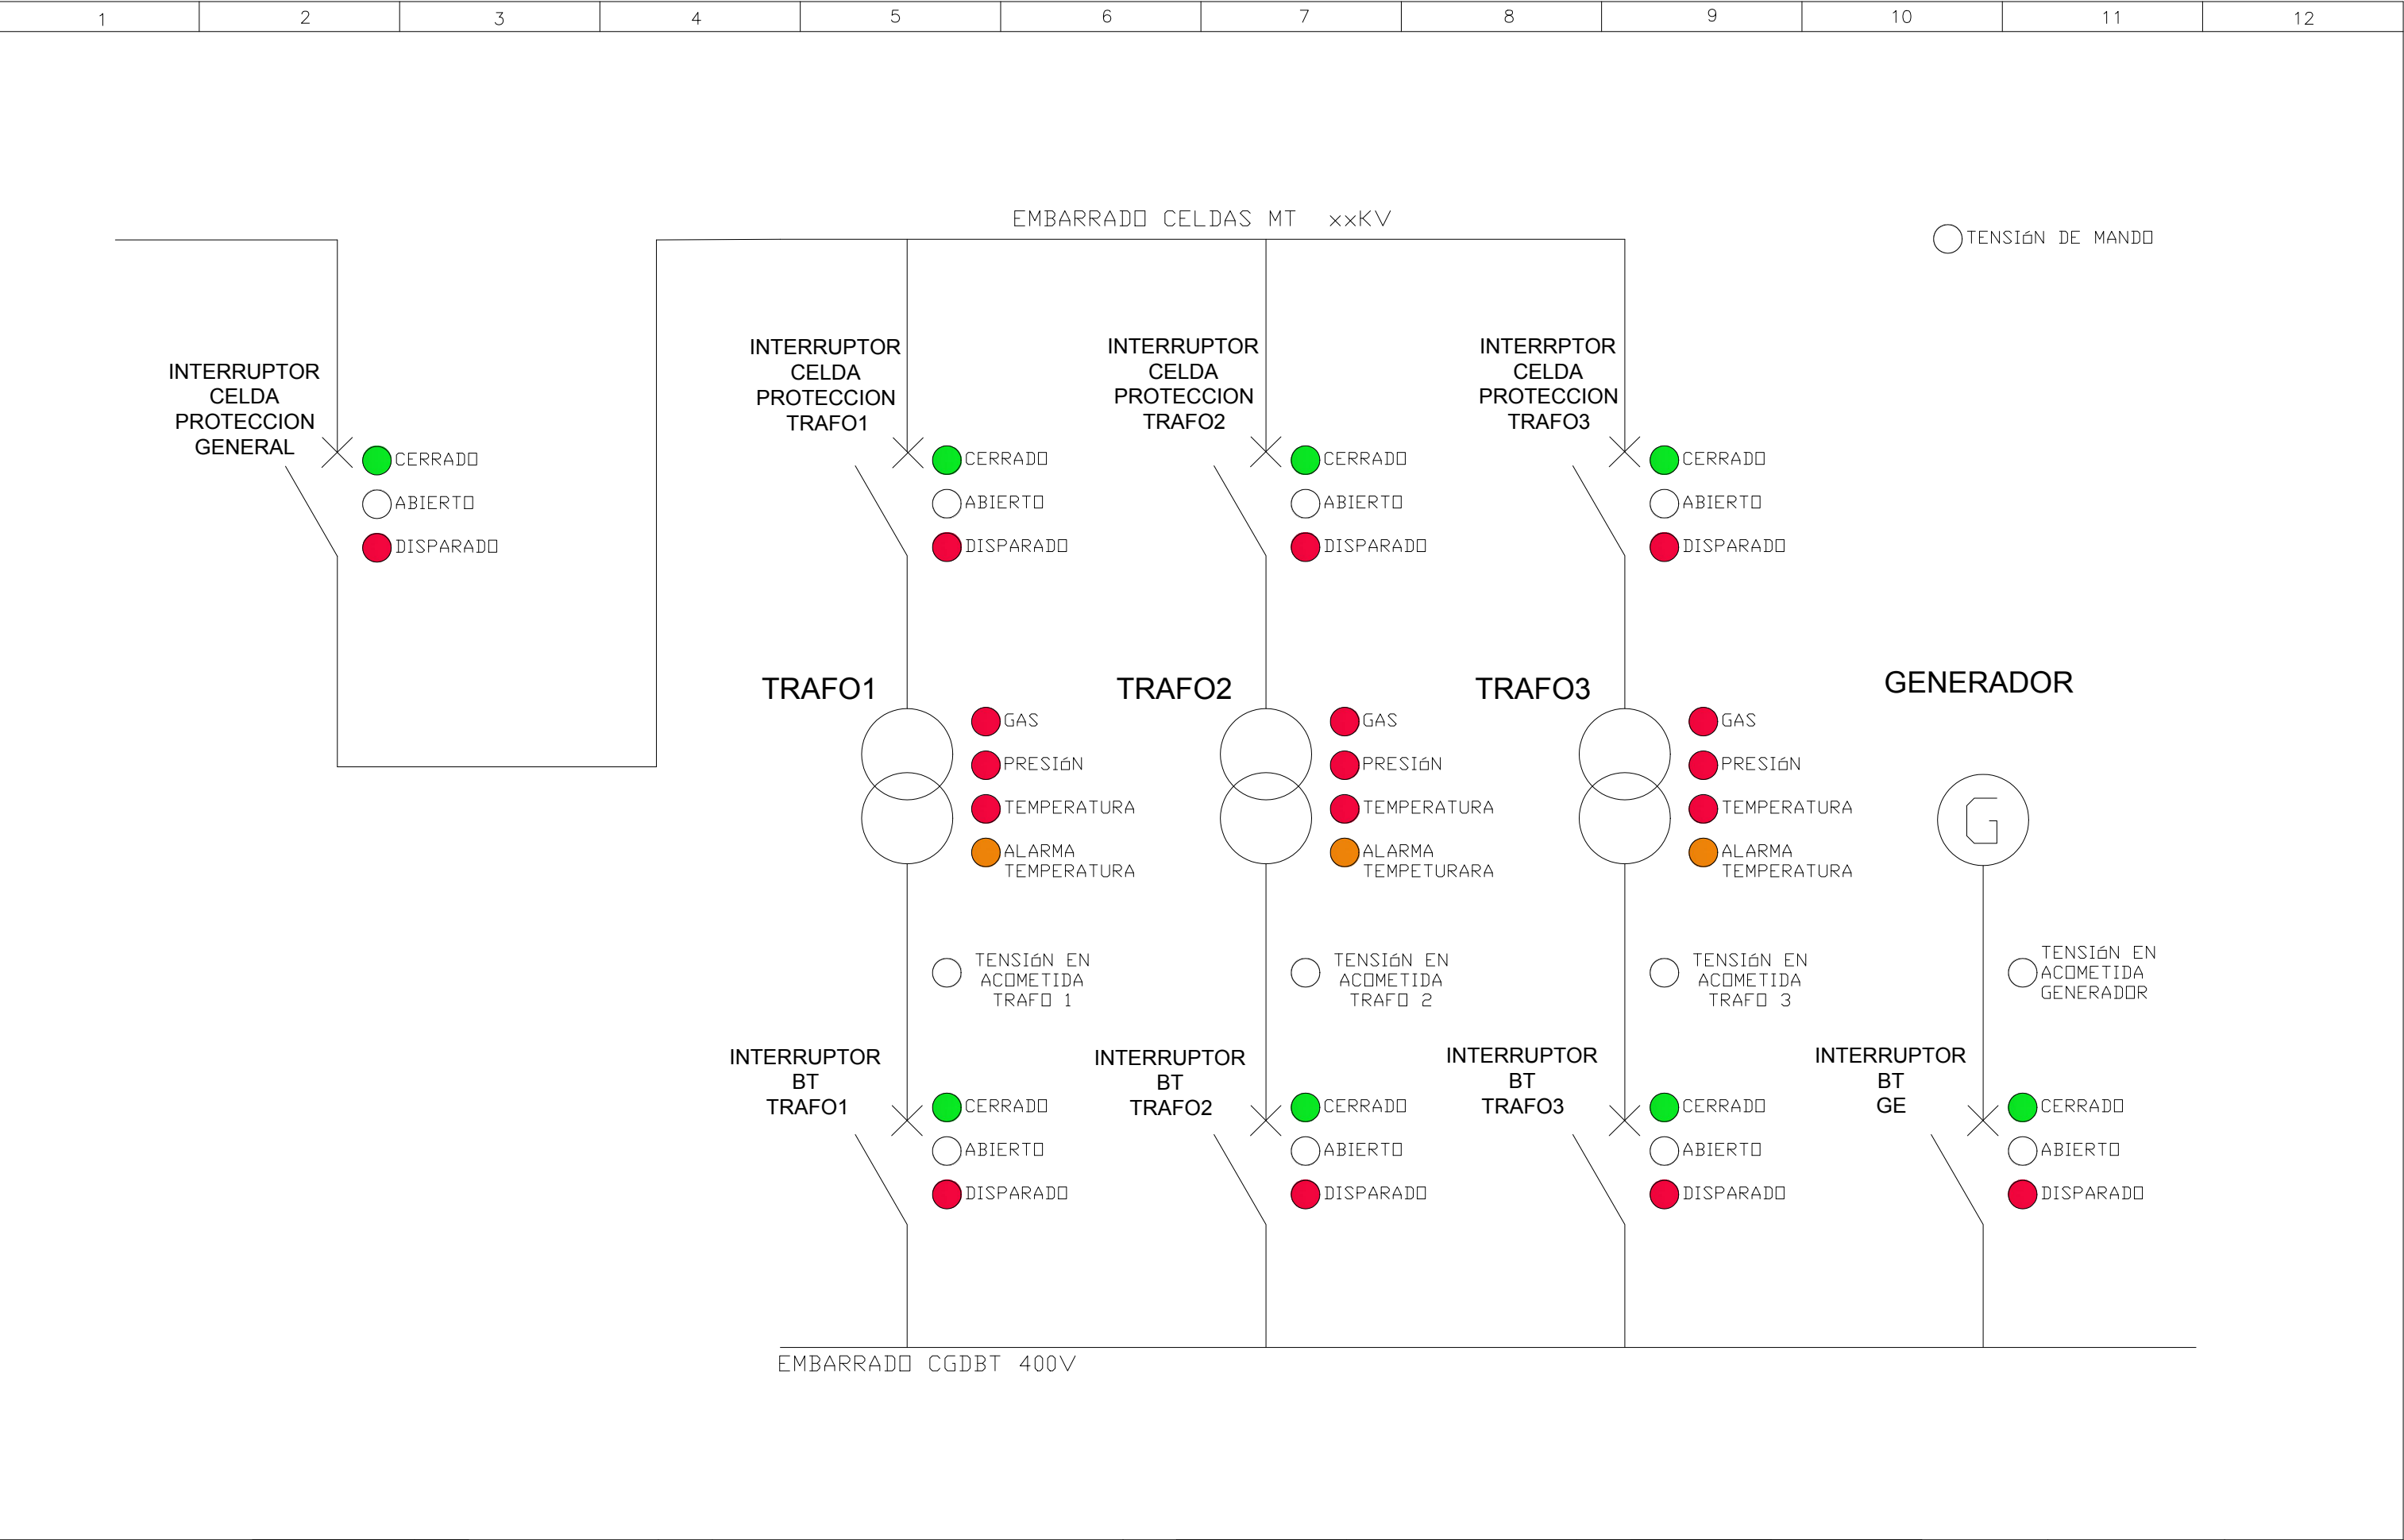 1 2 3 4 5 6 7 8 9 10 11 12
EMBARRADO CELDAS MT xxKV
TENSIóN DE MANDO
INTERRUPTOR
CELDA
PROTECCION
GENERAL
CERRADO
ABIERTO
DISPARADO
INTERRUPTOR
CELDA
PROTECCION
TRAFO1
CERRADO
ABIERTO
DISPARADO
INTERRUPTOR
CELDA
PROTECCION
TRAFO2
CERRADO
ABIERTO
DISPARADO
INTERRPTOR
CELDA
PROTECCION
TRAFO3
CERRADO
ABIERTO
DISPARADO
TRAFO1
GAS
PRESIóN
TEMPERATURA
ALARMA
TEMPERATURA
TRAFO2
GAS
PRESIóN
TEMPERATURA
ALARMA
TEMPETURARA
TRAFO3
GAS
PRESIóN
TEMPERATURA
ALARMA
TEMPERATURA
GENERADOR
G
TENSIóN EN
ACOMETIDA
TRAFO 1
TENSIóN EN
ACOMETIDA
TRAFO 2
TENSIóN EN
ACOMETIDA
TRAFO 3
TENSIóN EN
ACOMETIDA
GENERADOR
INTERRUPTOR
BT
TRAFO1
CERRADO
ABIERTO
DISPARADO
INTERRUPTOR
BT
TRAFO2
CERRADO
ABIERTO
DISPARADO
INTERRUPTOR
BT
TRAFO3
CERRADO
ABIERTO
DISPARADO
INTERRUPTOR
BT
GE
CERRADO
ABIERTO
DISPARADO
EMBARRADO CGDBT 400V